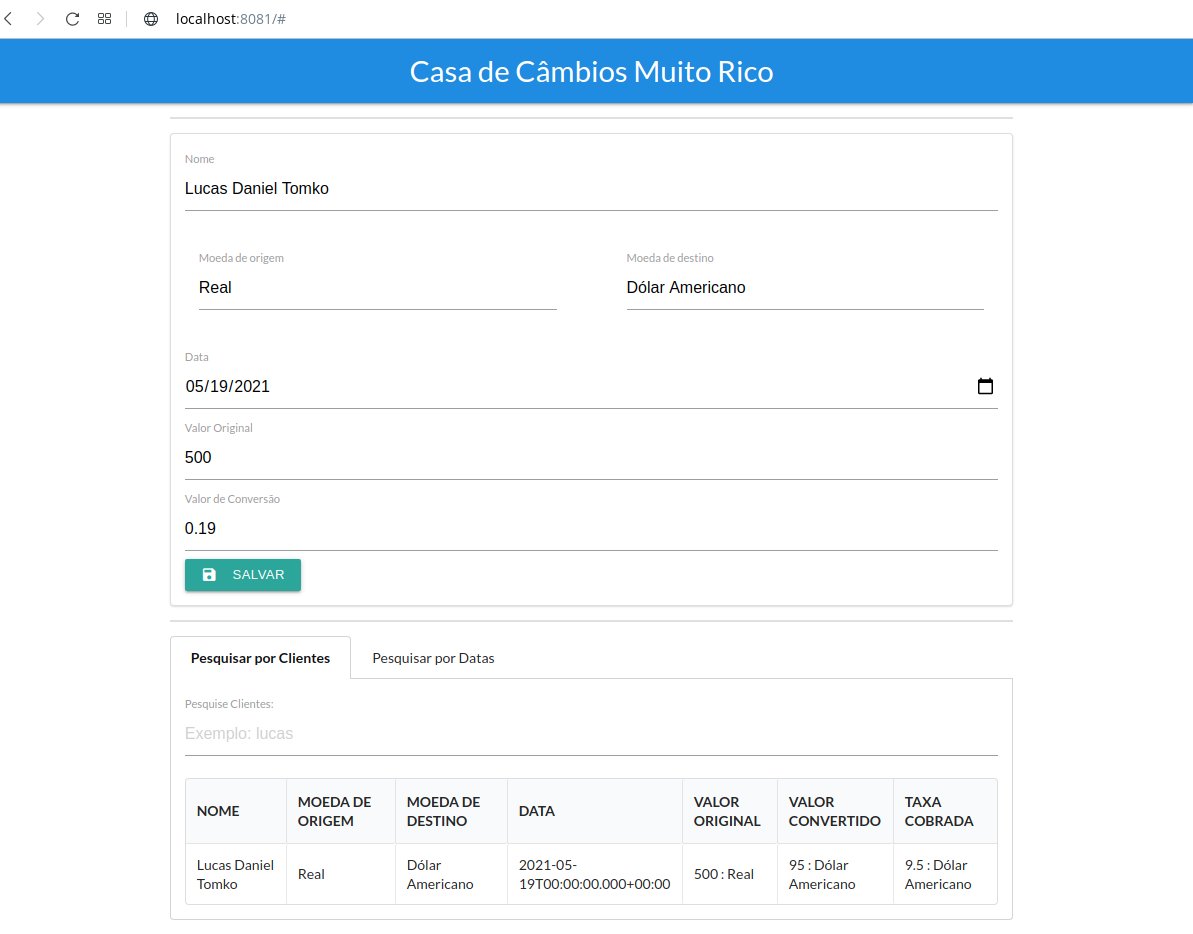 localhost:8081/#
Casa de Câmbios Muito Rico
Nome
Lucas Daniel Tomko
Moeda de origem
Moeda de destino
Real
Dólar Americano
Data
05/19/2021
Valor Original
500
Valor de Conversão
0.19
SALVAR
Pesquisar por Clientes
Pesquisar por Datas
Pesquise Clientes:
Exemplo: lucas
NOME
MOEDA DE
ORIGEM
MOEDA DE
DESTINO
DATA
VALOR
ORIGINAL
VALOR
CONVERTIDO
TAXA
COBRADA
Lucas Daniel
Tomko
Real
Dólar
Americano
2021-05-
19T00:00:00.000+00:00
500 : Real
95 : Dólar
Americano
9.5 : Dólar
Americano